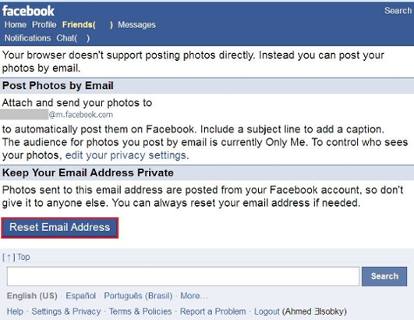 facebook
Search
Home Profile Friends( ) Messages
Notifications Chat( )
Your browser doesn't support posting photos directly. Instead you can post your
photos by email.
Post Photos by Email
Attach and send your photos to
@m.facebook.com
to automatically post them on Facebook. Include a subject line to add a caption.
The audience for photos you post by email is currently Only Me. To control who sees
your photos, edit your privacy settings.
Keep Your Email Address Private
Photos sent to this email address are posted from your Facebook account, so don't
give it to anyone else. You can always reset your email address if needed.
Reset Email Address
[ ↑ ] Top
Search
English (US) · Español · Português (Brasil) · More...
Help · Settings & Privacy · Terms & Policies · Report a Problem · Logout (Ahmed Ǝlsobky)